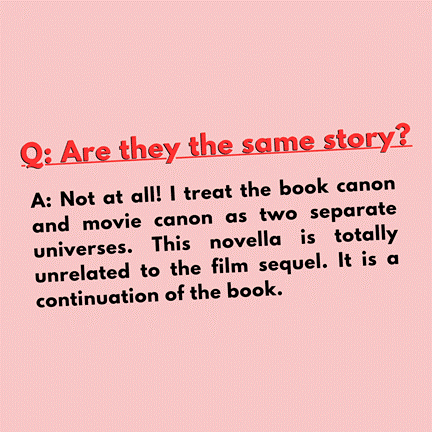 Q: Are they the same story?
A: Not at all! I treat the book canon
and movie canon as two separate
universes. This novella is totally
unrelated to the film sequel. It is a
continuation of the book.